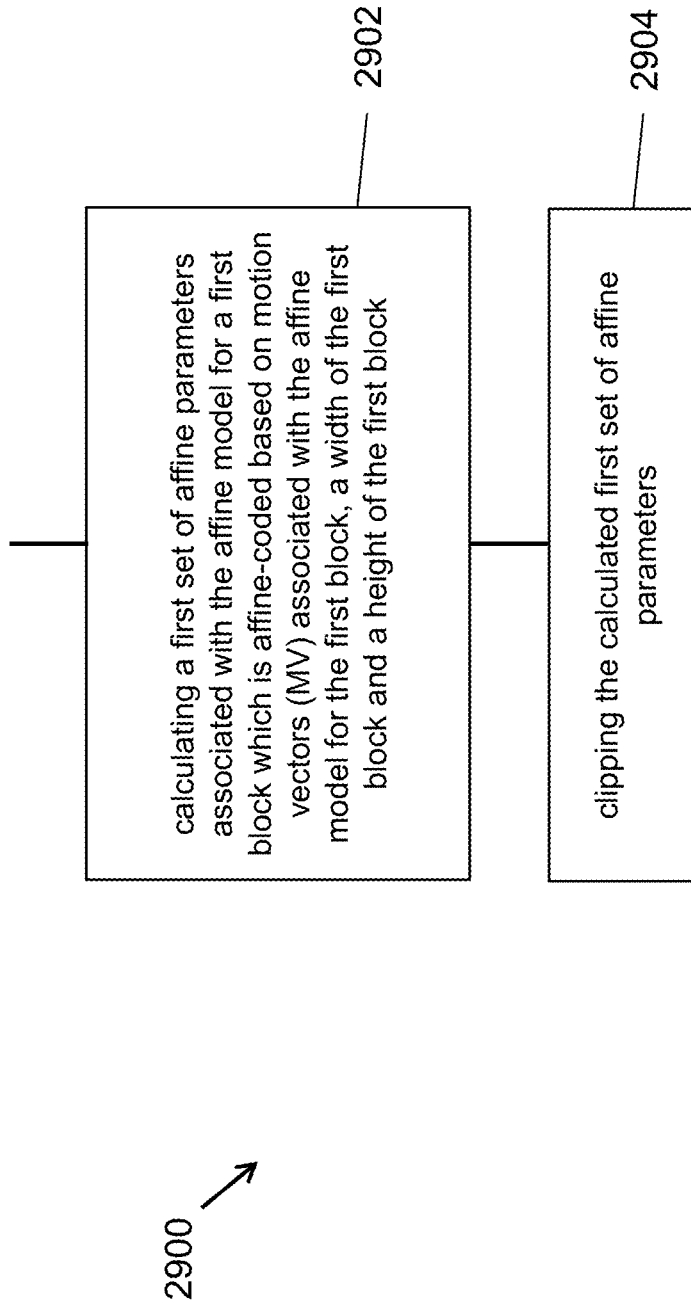 2900
calculating a first set of affine parameters
associated with the affine model for a first
block which is affine-coded based on motion
vectors (MV) associated with the affine
model for the first block, a width of the first
block and a height of the first block
2902
clipping the calculated first set of affine
parameters
2904